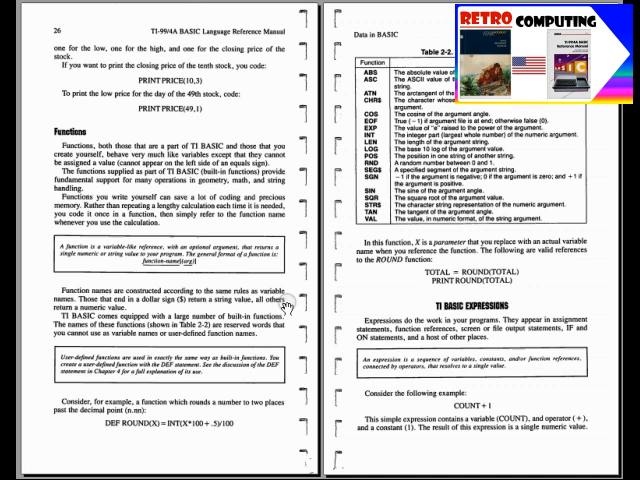 26
TI-99/4A BASIC Language Reference Manual
one for the low, one for the high, and one for the closing price of the
stock.
If you want to print the closing price of the tenth stock, you code:
PRINT PRICE(10,3)
To print the low price for the day of the 49th stock, code:
PRINT PRICE(49,1)
Functions
Functions, both those that are a part of TI BASIC and those that you
create yourself, behave very much like variables except that they cannot
be assigned a value (cannot appear on the left side of an equals sign).
The functions supplied as part of TI BASIC (built-in functions) provide
fundamental support for many operations in geometry, math, and string
handling.
Functions you write yourself can save a lot of coding and precious
memory. Rather than repeating a lengthy calculation each time it is needed,
you code it once in a function, then simply refer to the function name
whenever you use the calculation.
A function is a variable-like reference, with an optional argument, that returns a
single numeric or string value to your program. The general format of a function is:
function-name[(arg)]
Function names are constructed according to the same rules as variable
names. Those that end in a dollar sign ($) return a string value, all others
return a numeric value.
TI BASIC comes equipped with a large number of built-in functions.
The names of these functions (shown in Table 2-2) are reserved words that
you cannot use as variable names or user-defined function names.
User-defined functions are used in exactly the same way as built-in functions. You
create a user-defined function with the DEF statement. See the discussion of the DEF
statement in Chapter 4 for a full explanation of its use.
Consider, for example, a function which rounds a number to two places
past the decimal point (n.nn):
DEF ROUND(X) = INT(X*100 + .5)/100
Data in BASIC
Table 2-2.
Function
ABS The absolute value of
ASC The ASCII value of
string.
ATN The arctangent of the
CHR$ The character whose
argument.
COS The cosine of the argument angle.
EOF True (−1) if argument file is at end; otherwise false (0).
EXP The value of "e" raised to the power of the argument.
INT The integer part (largest whole number) of the numeric argument.
LEN The length of the argument string.
LOG The base 10 log of the argument value.
POS The position in one string of another string.
RND A random number between 0 and 1.
SEG$ A specified segment of the argument string.
SGN −1 if the argument is negative; 0 if the argument is zero; and +1 if
the argument is positive.
SIN The sine of the argument angle.
SQR The square root of the argument value.
STR$ The character string representation of the numeric argument.
TAN The tangent of the argument angle.
VAL The value, in numeric format, of the string argument.
In this function, X is a parameter that you replace with an actual variable
name when you reference the function. The following are valid references
to the ROUND function:
TOTAL = ROUND(TOTAL)
PRINT ROUND(TOTAL)
TI BASIC EXPRESSIONS
Expressions do the work in your programs. They appear in assignment
statements, function references, screen or file output statements, IF and
ON statements, and a host of other places.
An expression is a sequence of variables, constants, and/or function references,
connected by operators, that resolves to a single value.
Consider the following example:
COUNT + 1
This simple expression contains a variable (COUNT), and operator (+),
and a constant (1). The result of this expression is a single numeric value.
RETRO COMPUTING